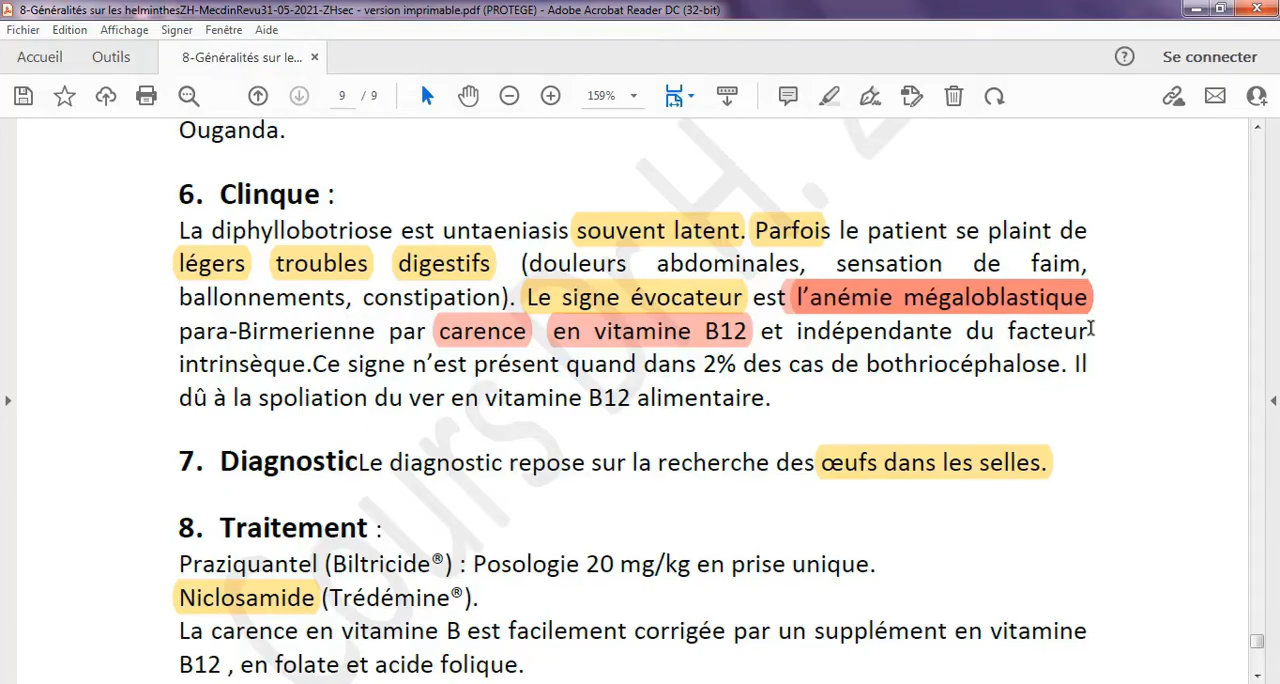 8-Généralités sur les helminthesZH-MecdinRevu31-05-2021-ZHsec - version imprimable.pdf (PROTEGE) - Adobe Acrobat Reader DC (32-bit)
Fichier Edition Affichage Signer Fenêtre Aide
Accueil Outils 8-Généralités sur le... × Se connecter
9 / 9 159%
Ouganda.
6. Clinque :
La diphyllobotriose est untaeniasis souvent latent. Parfois le patient se plaint de
légers troubles digestifs (douleurs abdominales, sensation de faim,
ballonnements, constipation). Le signe évocateur est l’anémie mégaloblastique
para-Birmerienne par carence en vitamine B12 et indépendante du facteur
intrinsèque.Ce signe n’est présent quand dans 2% des cas de bothriocéphalose. Il
dû à la spoliation du ver en vitamine B12 alimentaire.
7. DiagnosticLe diagnostic repose sur la recherche des œufs dans les selles.
8. Traitement :
Praziquantel (Biltricide®) : Posologie 20 mg/kg en prise unique.
Niclosamide (Trédémine®).
La carence en vitamine B est facilement corrigée par un supplément en vitamine
B12 , en folate et acide folique.
Cours Dr H. 2